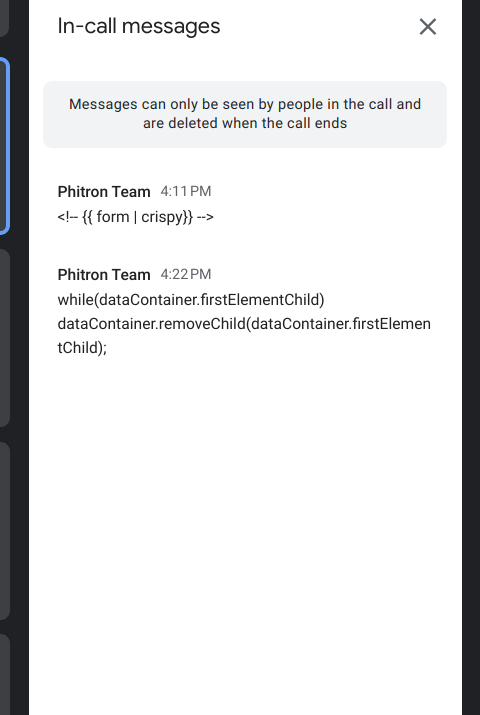 In-call messages
Messages can only be seen by people in the call and
are deleted when the call ends
Phitron Team 4:11 PM
<!-- {{ form | crispy}} -->
Phitron Team 4:22 PM
while(dataContainer.firstElementChild)
dataContainer.removeChild(dataContainer.firstElemen
tChild);